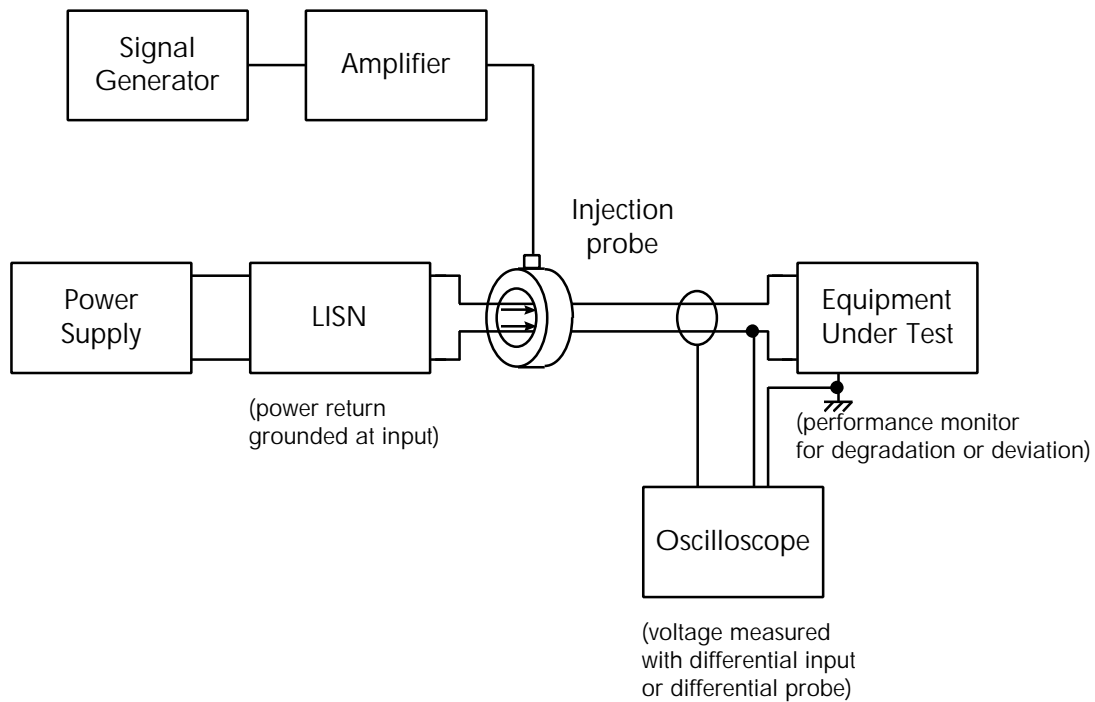 Signal
Generator
Amplifier
Injection
probe
Power
Supply
LISN
Equipment
Under Test
(power return
grounded at input)
(performance monitor
for degradation or deviation)
Oscilloscope
(voltage measured
with differential input
or differential probe)